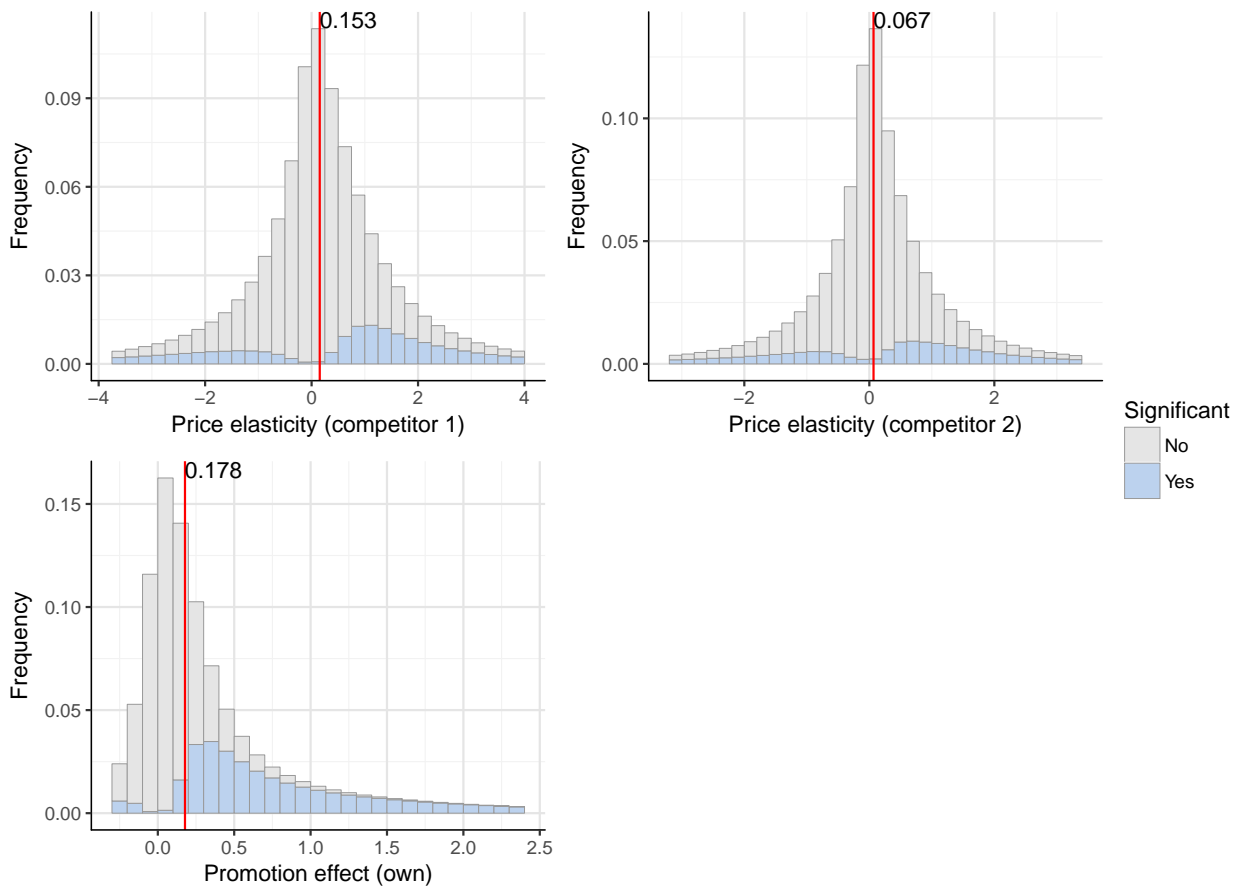 0.153
Frequency
0.09
0.06
0.03
0.00
−4 −2 0 2 4
Price elasticity (competitor 1)
0.067
Frequency
0.10
0.05
0.00
−2 0 2
Price elasticity (competitor 2)
Significant
No
Yes
0.178
Frequency
0.15
0.10
0.05
0.00
0.0 0.5 1.0 1.5 2.0 2.5
Promotion effect (own)